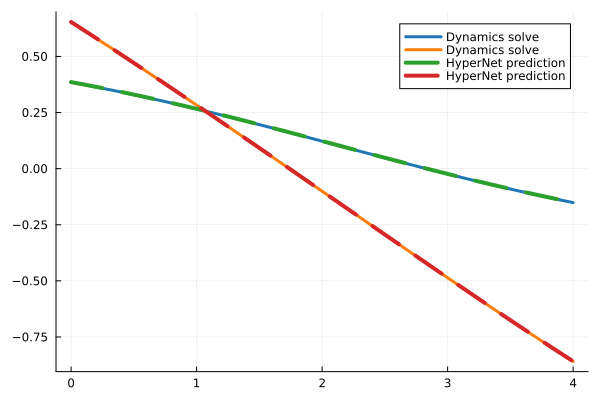 Dynamics solve
Dynamics solve
HyperNet prediction
HyperNet prediction
0.50
0.25
0.00
−0.25
−0.50
−0.75
0 1 2 3 4